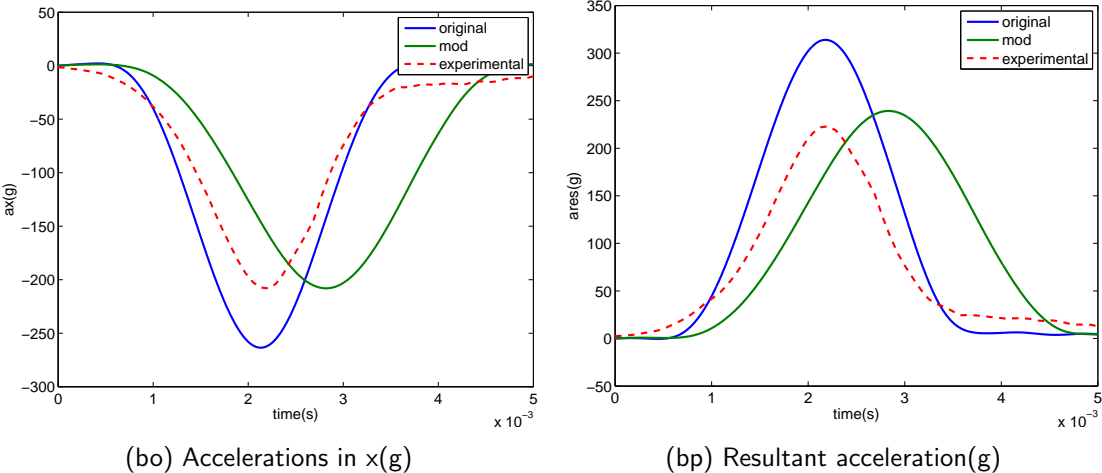 50
0
−50
−100
−150
−200
−250
−300
ax(g)
0
1
2
3
4
5
time(s)
x 10⁻³
original
mod
experimental
(bo) Accelerations in x(g)
350
300
250
200
150
100
50
0
−50
ares(g)
0
1
2
3
4
5
time(s)
x 10⁻³
original
mod
experimental
(bp) Resultant acceleration(g)